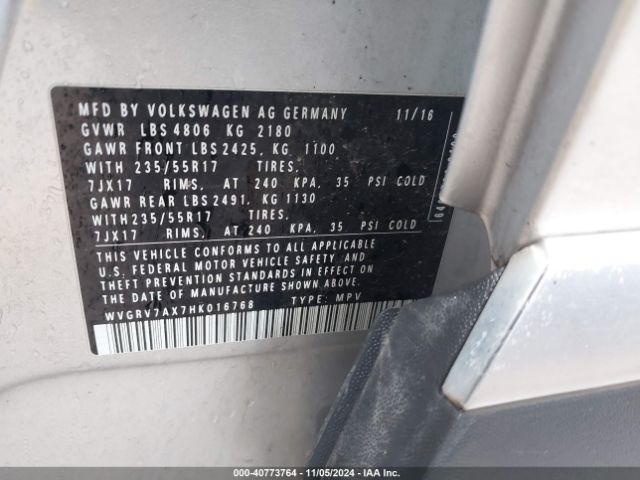 MFD BY VOLKSWAGEN AG GERMANY 11/16
GVWR LBS 4806 KG 2180
GAWR FRONT LBS 2425, KG 1100
WITH 235/55R17 TIRES,
7JX17 RIMS, AT 240 KPA, 35 PSI COLD
GAWR REAR LBS 2491, KG 1130
WITH 235/55R17 TIRES,
7JX17 RIMS, AT 240 KPA, 35 PSI COLD
THIS VEHICLE CONFORMS TO ALL APPLICABLE
U.S. FEDERAL MOTOR VEHICLE SAFETY AND
THEFT PREVENTION STANDARDS IN EFFECT ON
THE DATE OF MANUFACTURE SHOWN ABOVE.
WVGRV7AX7HK016768 TYPE: MPV
000-40773764 - 11/05/2024 - IAA Inc.